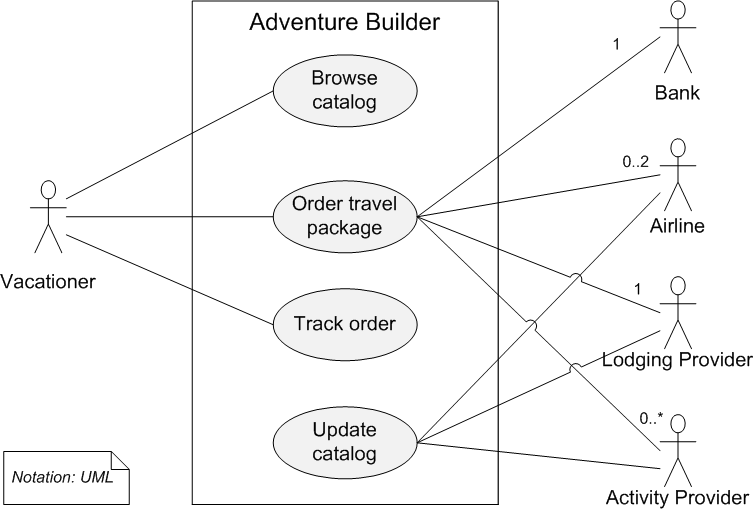 Adventure Builder
Browse
catalog
1
Bank
0..2
Order travel
package
Airline
Vacationer
1
Track order
Lodging Provider
0..*
Update
catalog
Notation: UML
Activity Provider